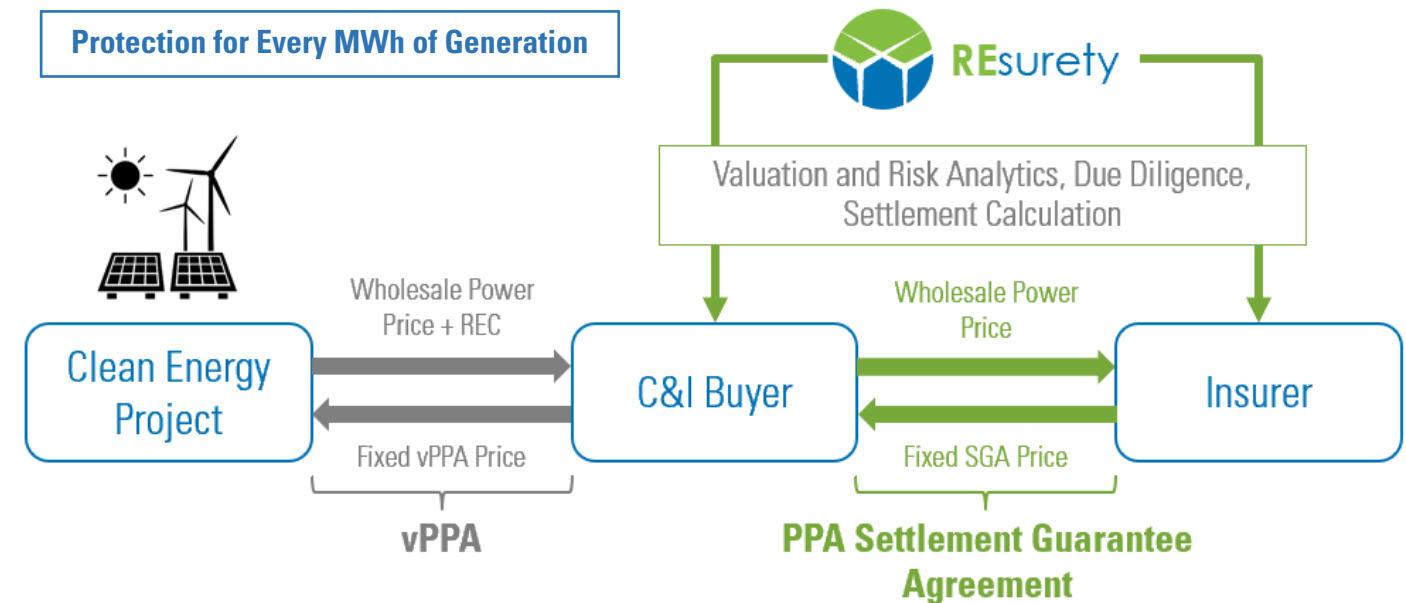 Protection for Every MWh of Generation
REsurety
Valuation and Risk Analytics, Due Diligence,
Settlement Calculation
Wholesale Power
Price + REC
Wholesale Power
Price
Clean Energy
Project
C&I Buyer
Insurer
Fixed vPPA Price
Fixed SGA Price
vPPA
PPA Settlement Guarantee
Agreement